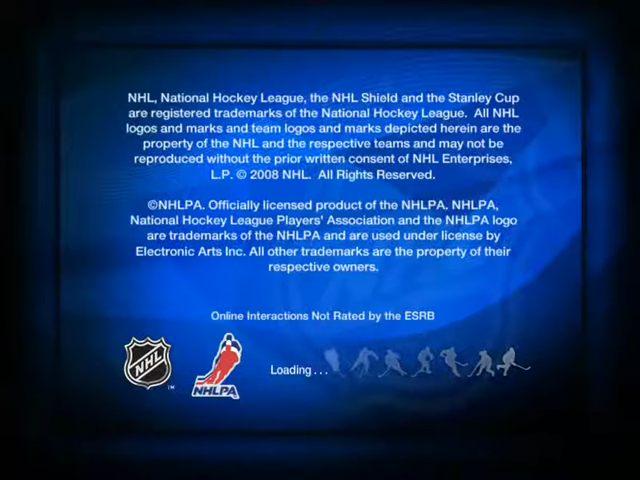 NHL, National Hockey League, the NHL Shield and the Stanley Cup
are registered trademarks of the National Hockey League. All NHL
logos and marks and team logos and marks depicted herein are the
property of the NHL and the respective teams and may not be
reproduced without the prior written consent of NHL Enterprises,
L.P. © 2008 NHL. All Rights Reserved.
©NHLPA. Officially licensed product of the NHLPA. NHLPA,
National Hockey League Players' Association and the NHLPA logo
are trademarks of the NHLPA and are used under license by
Electronic Arts Inc. All other trademarks are the property of their
respective owners.
Online Interactions Not Rated by the ESRB
NHL TM
NHLPA
Loading . . .